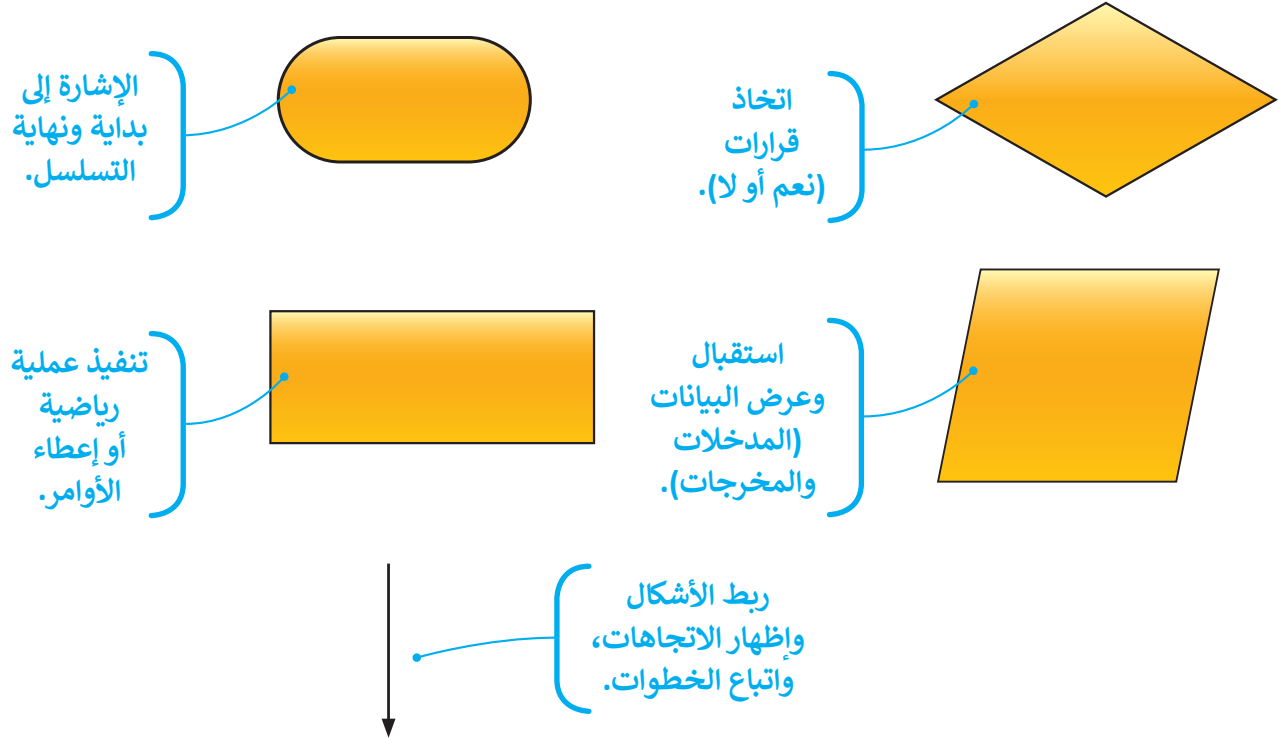 اتخاذ
قرارات
(نعم أو لا).
الإشارة إلى
بداية ونهاية
التسلسل.
استقبال
وعرض البيانات
(المدخلات
والمخرجات).
تنفيذ عملية
رياضية
أو إعطاء
الأوامر.
ربط الأشكال
وإظهار الاتجاهات،
واتباع الخطوات.